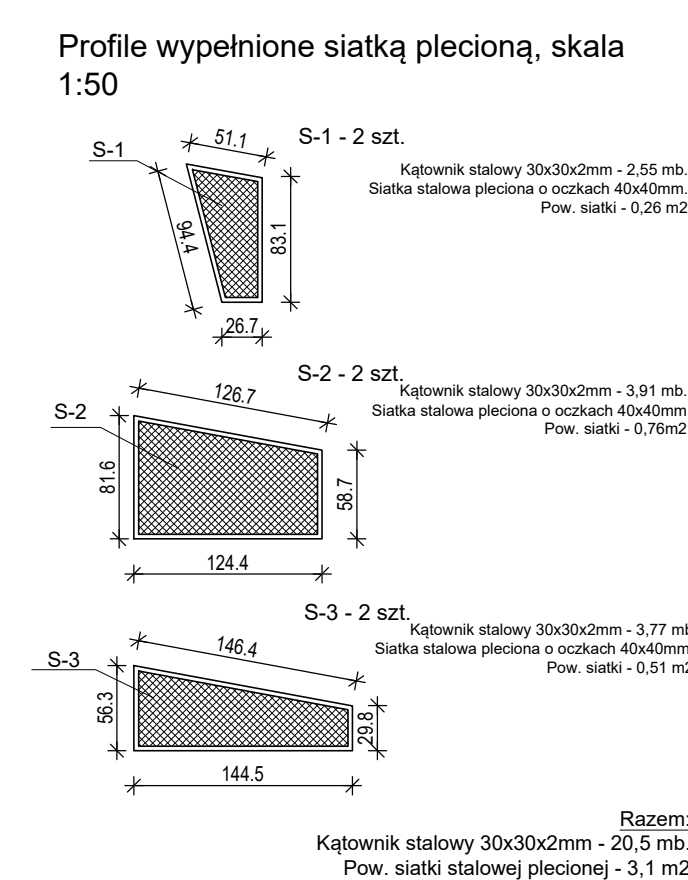 Profile wypełnione siatką plecioną, skala
1:50
S-1
51.1
S-1 - 2 szt.
Kątownik stalowy 30x30x2mm - 2,55 mb.
Siatka stalowa pleciona o oczkach 40x40mm.
Pow. siatki - 0,26 m2
94.4
83.1
26.7
S-2 - 2 szt.
Kątownik stalowy 30x30x2mm - 3,91 mb.
Siatka stalowa pleciona o oczkach 40x40mm
Pow. siatki - 0,76m2
126.7
S-2
81.6
58.7
124.4
S-3 - 2 szt.
Kątownik stalowy 30x30x2mm - 3,77 mb
Siatka stalowa pleciona o oczkach 40x40mm
Pow. siatki - 0,51 m2
146.4
S-3
56.3
29.8
144.5
Razem:
Kątownik stalowy 30x30x2mm - 20,5 mb.
Pow. siatki stalowej plecionej - 3,1 m2